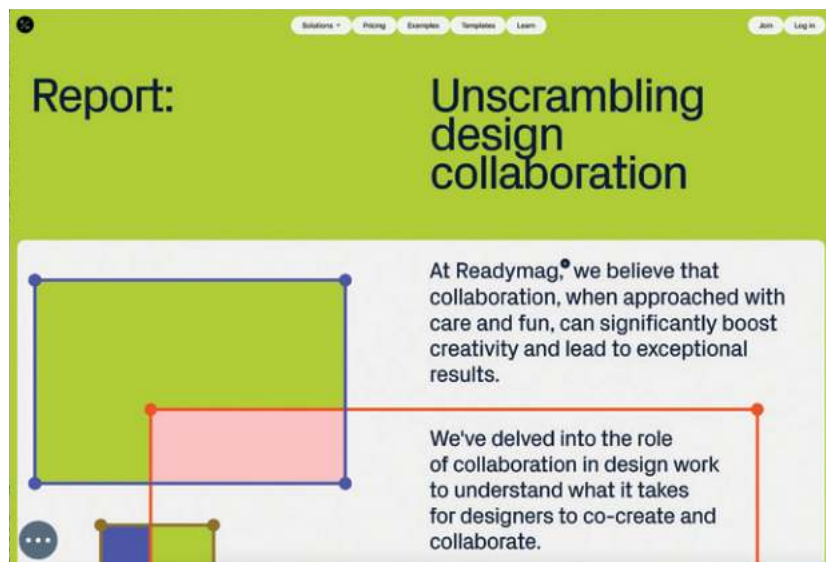 Solutions
Pricing
Examples
Templates
Learn
Join
Log in
Report:
Unscrambling
design
collaboration
At Readymag, we believe that
collaboration, when approached with
care and fun, can significantly boost
creativity and lead to exceptional
results.
We've delved into the role
of collaboration in design work
to understand what it takes
for designers to co-create and
collaborate.